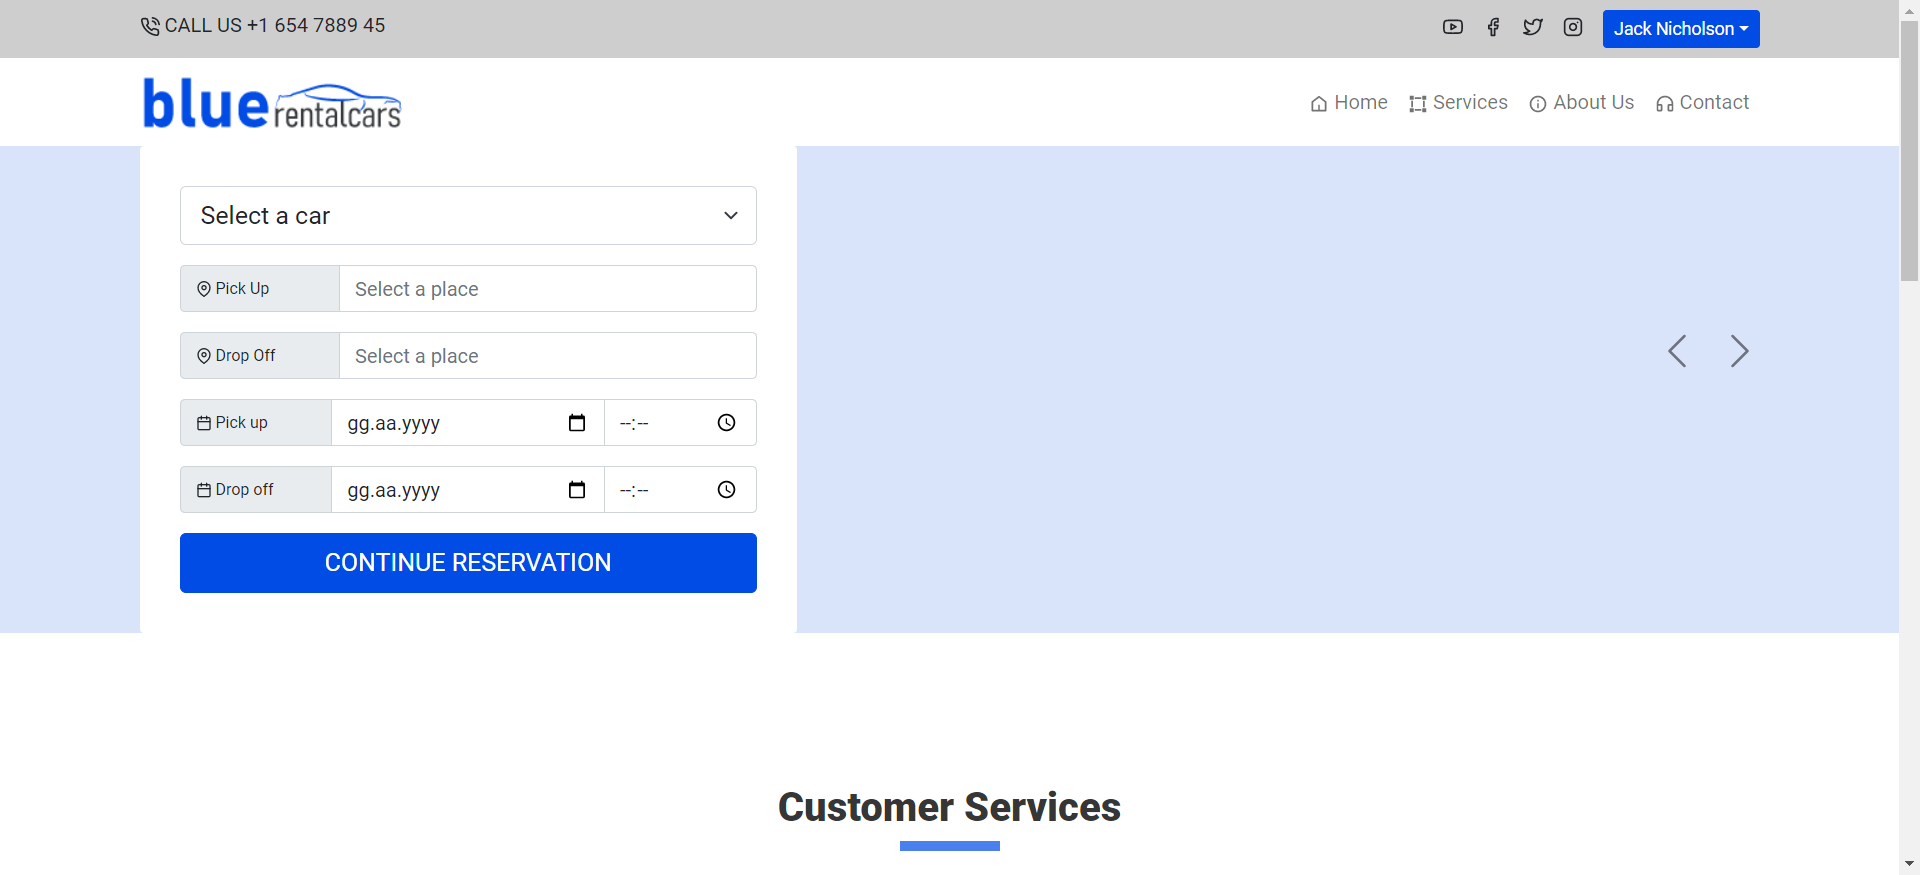 CALL US +1 654 7889 45
Jack Nicholson
blue rentalcars
Home Services About Us Contact
Select a car
Pick Up Select a place
Drop Off Select a place
Pick up gg.aa.yyyy --:--
Drop off gg.aa.yyyy --:--
CONTINUE RESERVATION
Customer Services